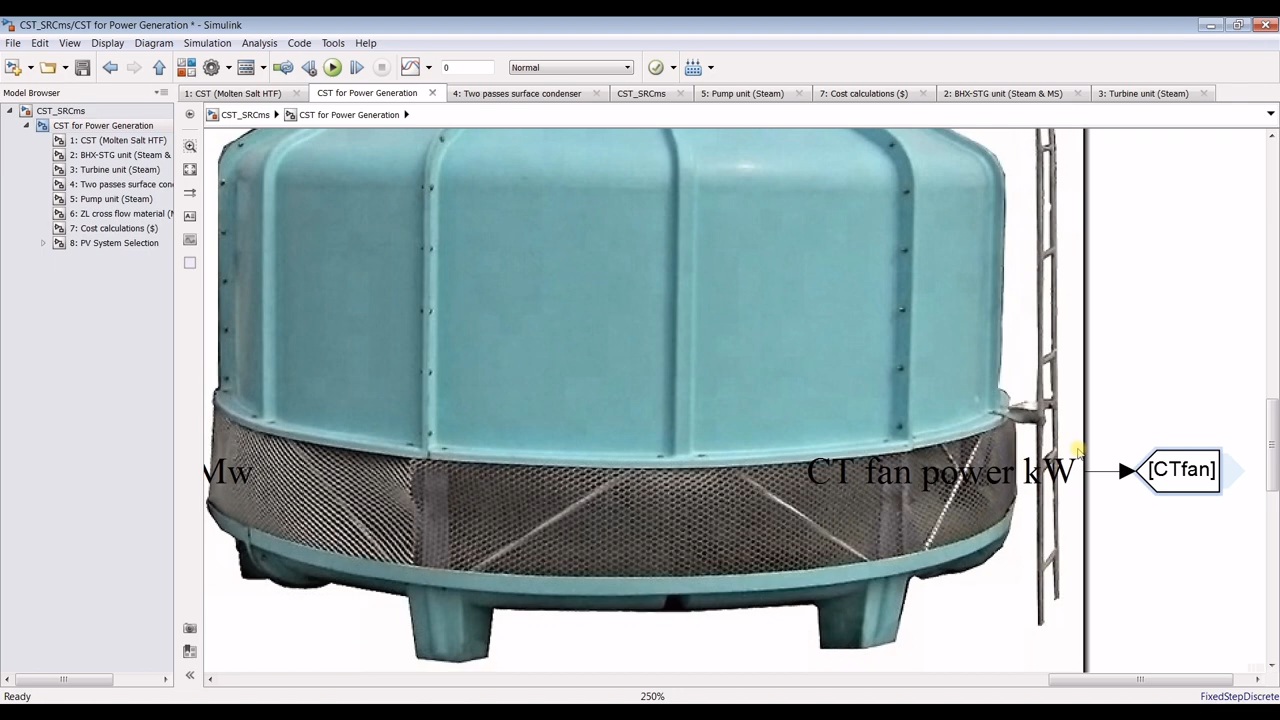 CST_SRCms/CST for Power Generation * - Simulink
File Edit View Display Diagram Simulation Analysis Code Tools Help
0 Normal
Model Browser
1: CST (Molten Salt HTF) CST for Power Generation 4: Two passes surface condenser CST_SRCms 5: Pump unit (Steam) 7: Cost calculations ($) 2: BHX-STG unit (Steam & MS) 3: Turbine unit (Steam)
CST_SRCms CST for Power Generation
CST_SRCms
CST for Power Generation
1: CST (Molten Salt HTF)
2: BHX-STG unit (Steam &
3: Turbine unit (Steam)
4: Two passes surface cond
5: Pump unit (Steam)
6: ZL cross flow material (M
7: Cost calculations ($)
8: PV System Selection
Mw
CT fan power kW
[CTfan]
Ready 250% FixedStepDiscrete